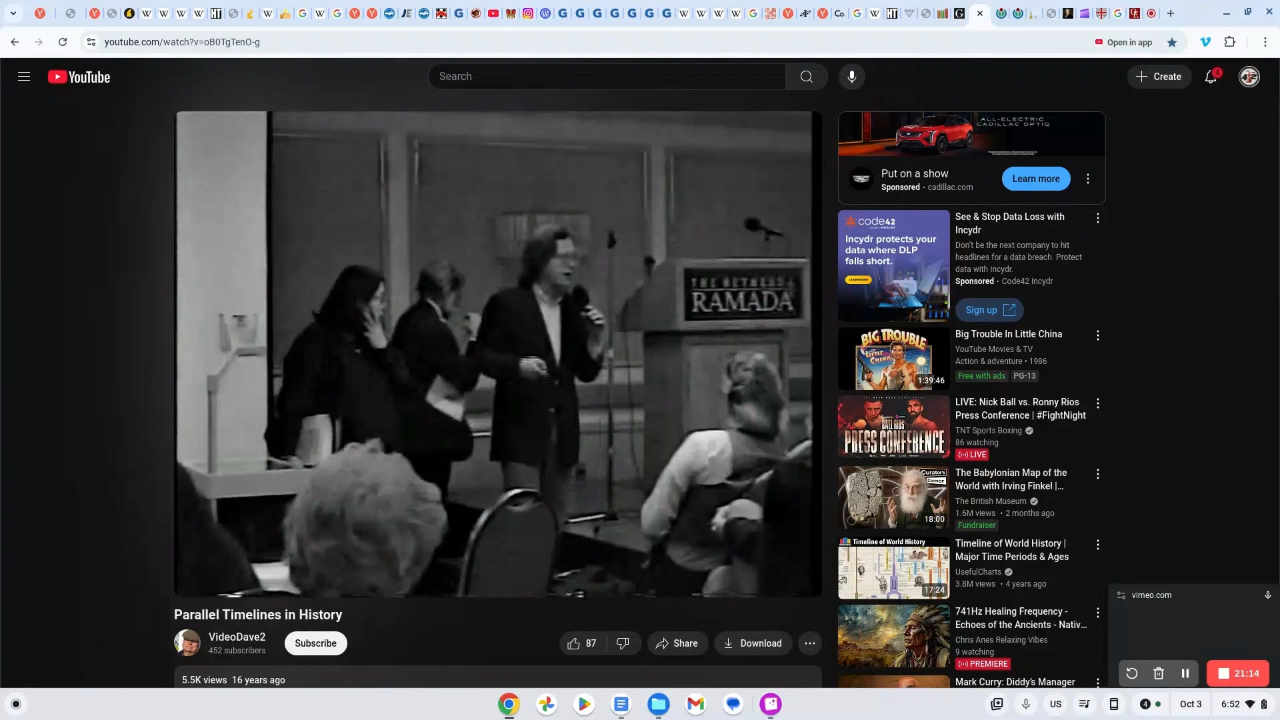 youtube.com/watch?v=oB0TgTenO-g
Open in app
YouTube
Search
Create
4
THE BETHESDA
RAMADA
Parallel Timelines in History
VideoDave2
452 subscribers
Subscribe
87
Share
Download
5.5K views 16 years ago
ALL-ELECTRIC
CADILLAC OPTIQ
Put on a show
Sponsored · cadillac.com
Learn more
code42
Incydr protects your
data where DLP
falls short.
See & Stop Data Loss with
Incydr
Don't be the next company to hit
headlines for a data breach. Protect
data with Incydr.
Sponsored · Code42 Incydr
Sign up
BIG TROUBLE
1:39:46
Big Trouble In Little China
YouTube Movies & TV
Action & adventure • 1986
Free with ads PG-13
PRESS CONFERENCE
LIVE: Nick Ball vs. Ronny Rios
Press Conference | #FightNight
TNT Sports Boxing
86 watching
LIVE
Curator's
Corner
18:00
The Babylonian Map of the
World with Irving Finkel |...
The British Museum
1.6M views • 2 months ago
Fundraiser
Timeline of World History
17:24
Timeline of World History |
Major Time Periods & Ages
UsefulCharts
3.8M views • 4 years ago
741Hz Healing Frequency -
Echoes of the Ancients - Nativ...
Chris Anes Relaxing Vibes
9 watching
PREMIERE
Mark Curry: Diddy's Manager
vimeo.com
21:14
US
4
Oct 3
6:52